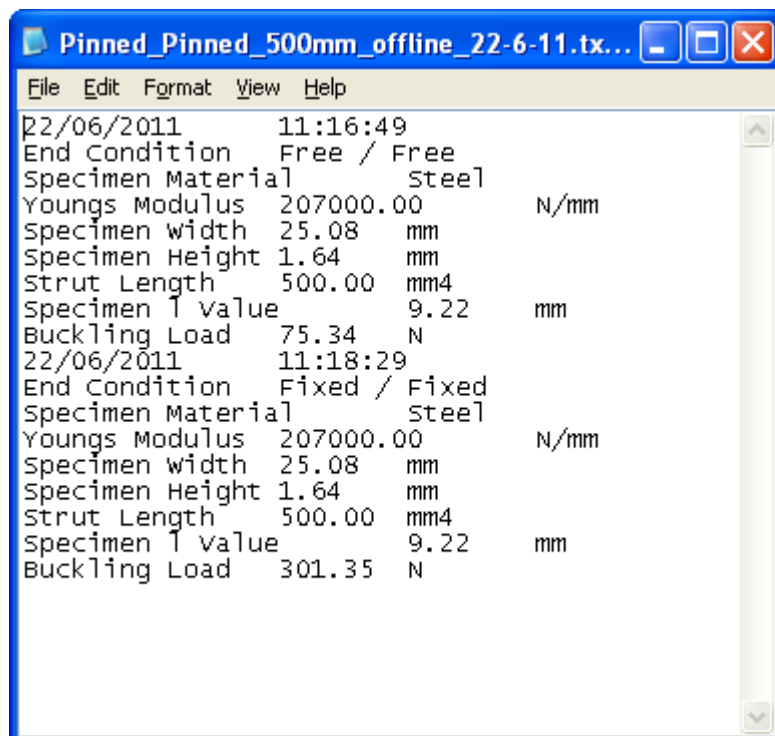 Pinned_Pinned_500mm_offline_22-6-11.tx...
File Edit Format View Help
22/06/2011 11:16:49
End Condition Free / Free
Specimen Material Steel
Youngs Modulus 207000.00 N/mm
Specimen Width 25.08 mm
Specimen Height 1.64 mm
Strut Length 500.00 mm4
Specimen I Value 9.22 mm
Buckling Load 75.34 N
22/06/2011 11:18:29
End Condition Fixed / Fixed
Specimen Material Steel
Youngs Modulus 207000.00 N/mm
Specimen Width 25.08 mm
Specimen Height 1.64 mm
Strut Length 500.00 mm4
Specimen I Value 9.22 mm
Buckling Load 301.35 N